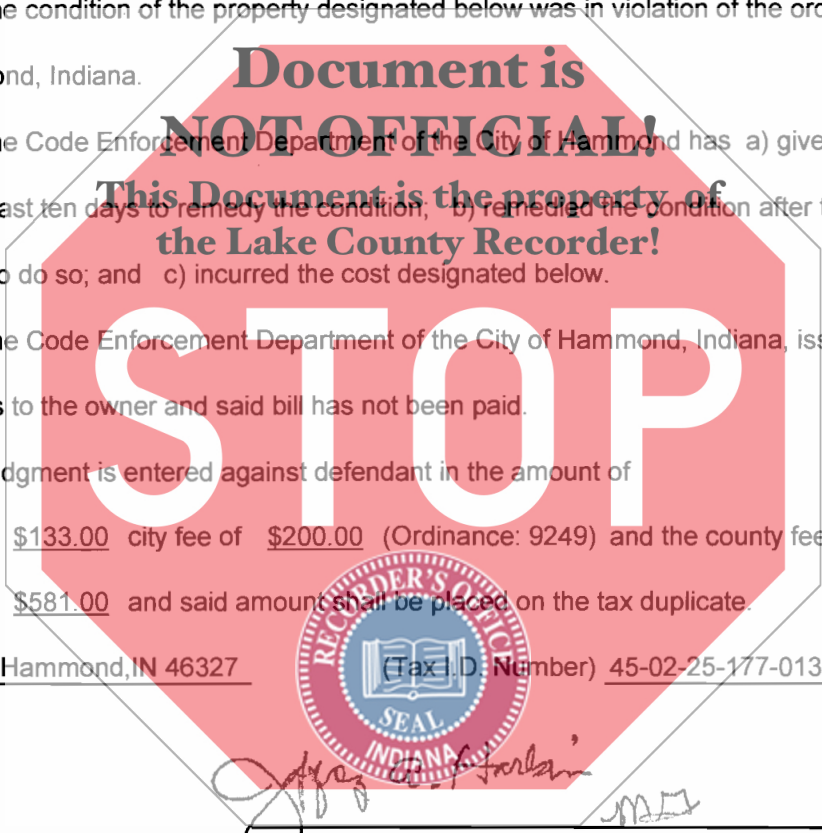 e condition of the property designated below was in violation of the ord
Document is
ond, Indiana.
NOT OFFICIAL!
e Code Enforcement Department of the City of Hammond has a) give
This Document is the property of
ast ten days to remedy the condition; b) remedied the condition after t
the Lake County Recorder!
o do so; and c) incurred the cost designated below.
STOP
e Code Enforcement Department of the City of Hammond, Indiana, iss
s to the owner and said bill has not been paid.
dgment is entered against defendant in the amount of
$133.00 city fee of $200.00 (Ordinance: 9249) and the county fee
$581.00 and said amount shall be placed on the tax duplicate.
RECORDER'S OFFICE
Hammond,IN 46327 (Tax I.D. Number) 45-02-25-177-013
SEAL
INDIANA